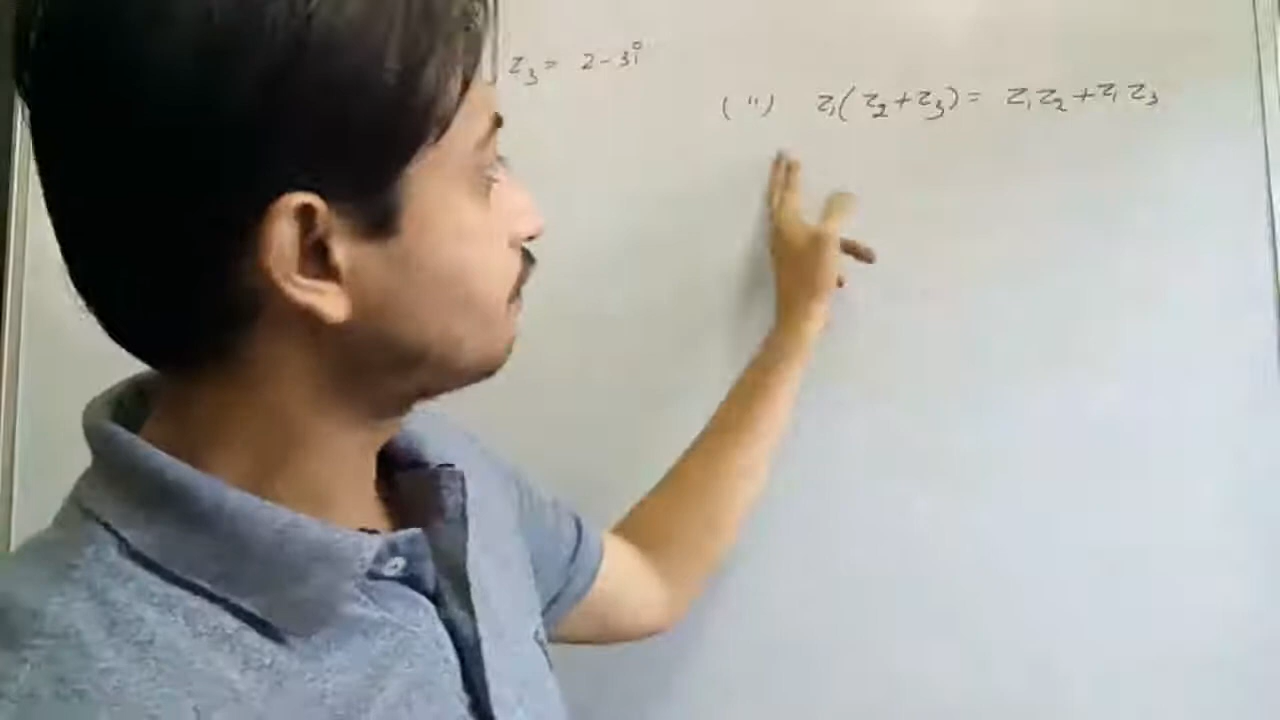 z₃ = 2-3i
(ii) z₁(z₂+z₃) = z₁z₂+z₁z₃